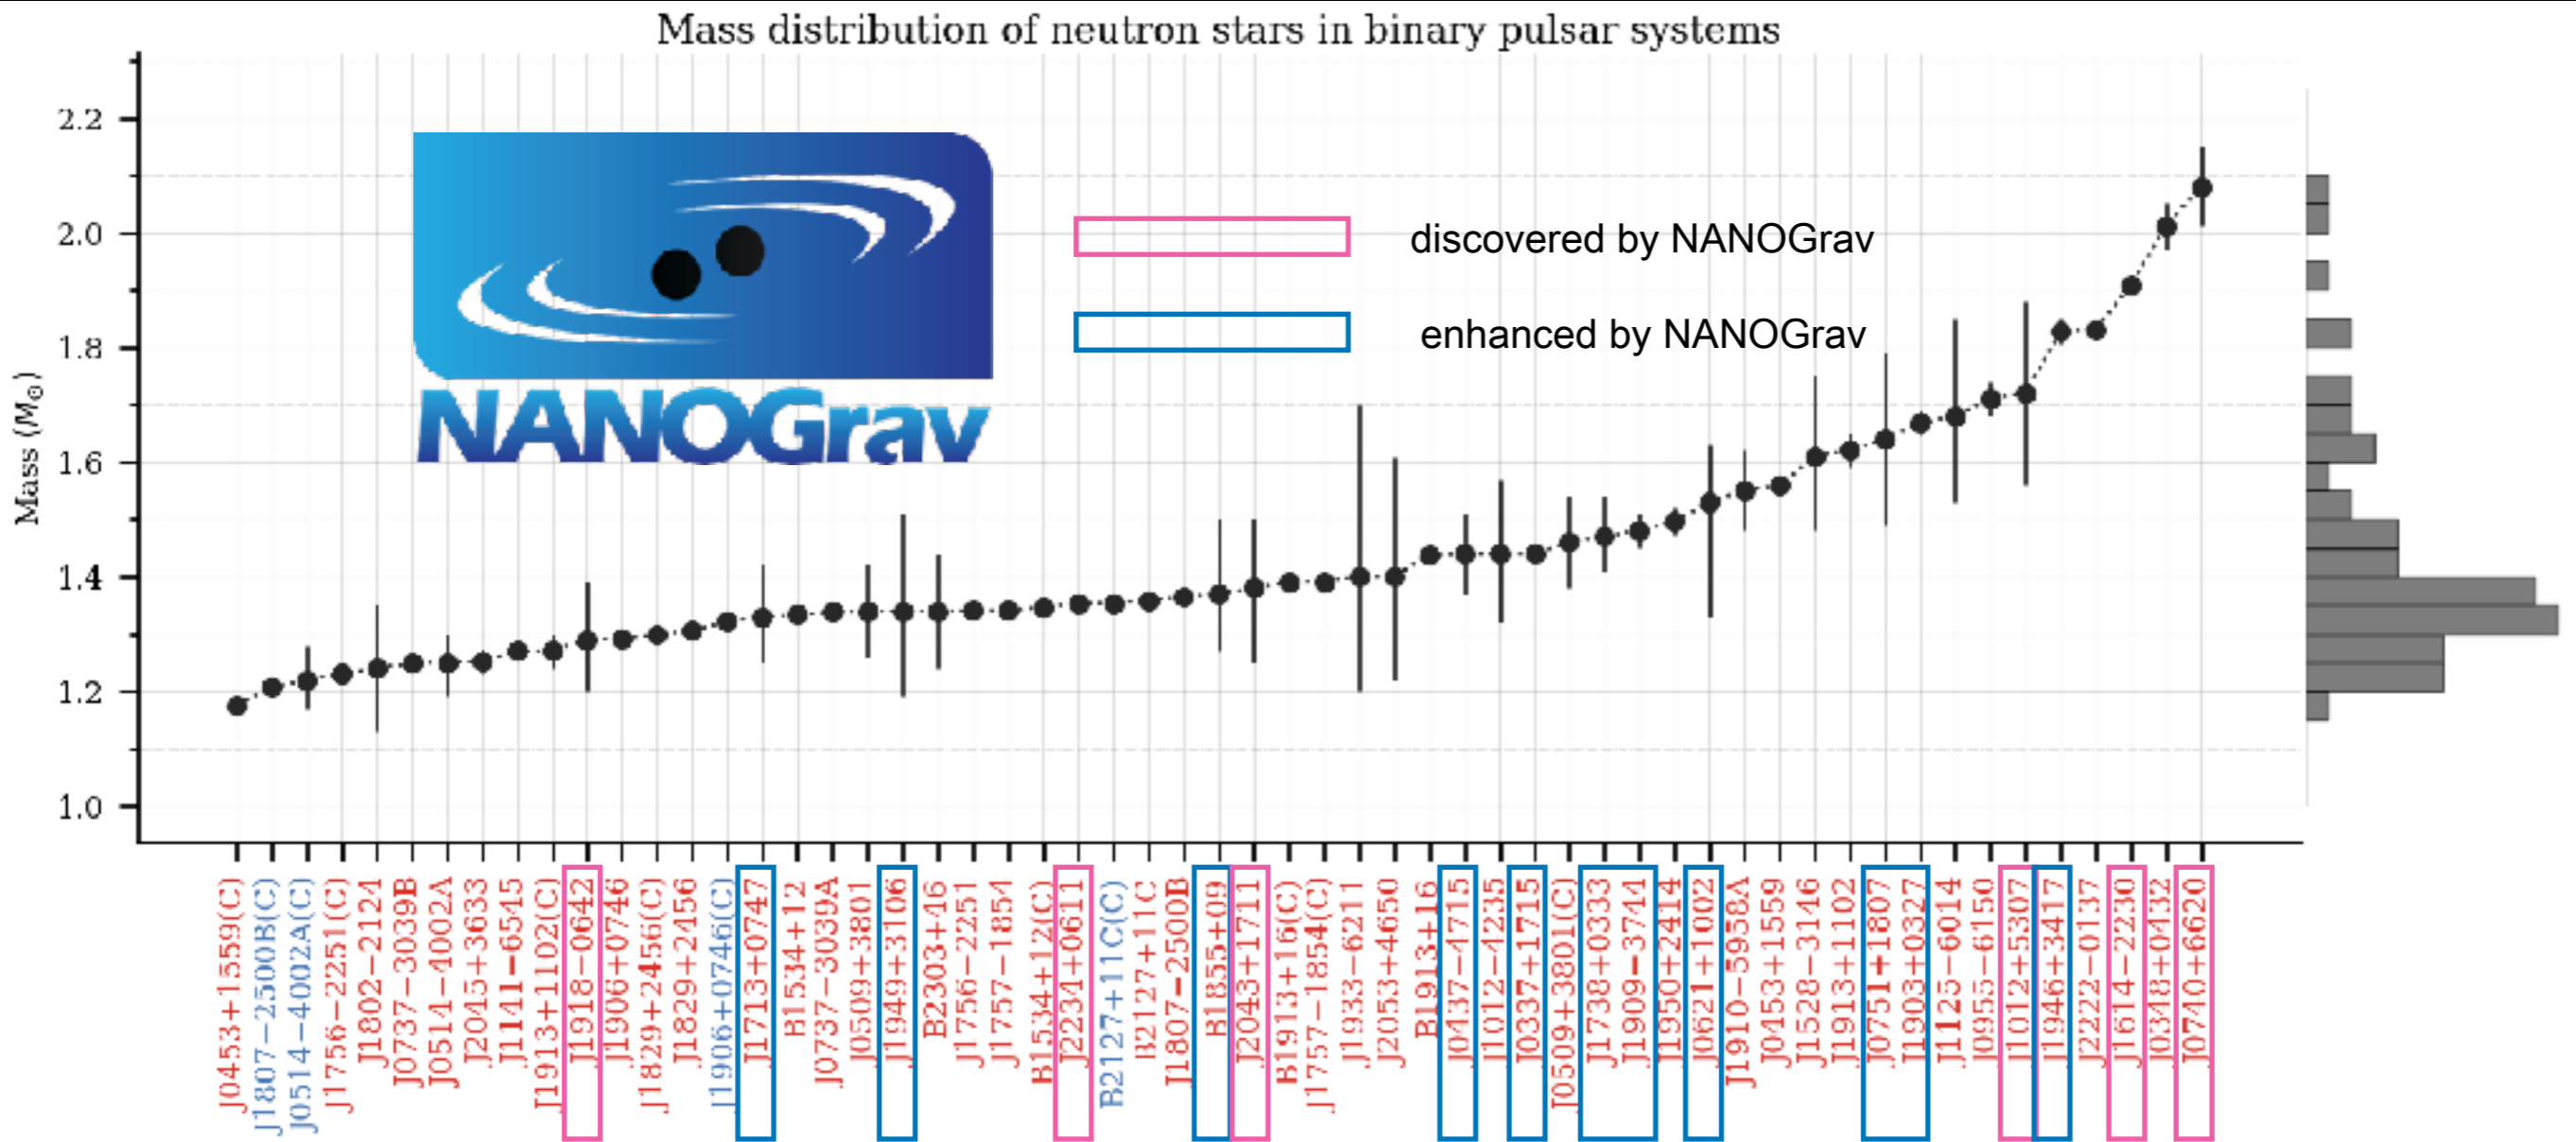 Mass distribution of neutron stars in binary pulsar systems
Mass (M⊙)
2.2
2.0
1.8
1.6
1.4
1.2
1.0
NANOGrav
discovered by NANOGrav
enhanced by NANOGrav
J0453+1559(C)
J1807−2500B(C)
J0514−4002A(C)
J1756−2251(C)
J1802−2124
J0737−3039B
J0514−4002A
J2045+3633
J1141−6545
J1913+1102(C)
J1918−0642
J1906+0746
J1829+2456(C)
J1829+2456
J1906+0746(C)
J1713+0747
B1534+12
J0737−3039A
J0509+3801
J1949+3106
B2303+46
J1756−2251
J1757−1854
B1534+12(C)
J2234+0611
B2127+11C(C)
B2127+11C
J1807−2500B
B1855+09
J2043+1711
B1913+16(C)
J1757−1854(C)
J1933−6211
J2053+4650
B1913+16
J0437−4715
J1012−4235
J0337+1715
J0509+3801(C)
J1738+0333
J1909−3744
J1950+2414
J0621+1002
J1910−5958A
J0453+1559
J1528−3146
J1913+1102
J0751+1807
J1903+0327
J1125−6014
J0955−6150
J1012+5307
J1946+3417
J2222−0137
J1614−2230
J0348+0432
J0740+6620